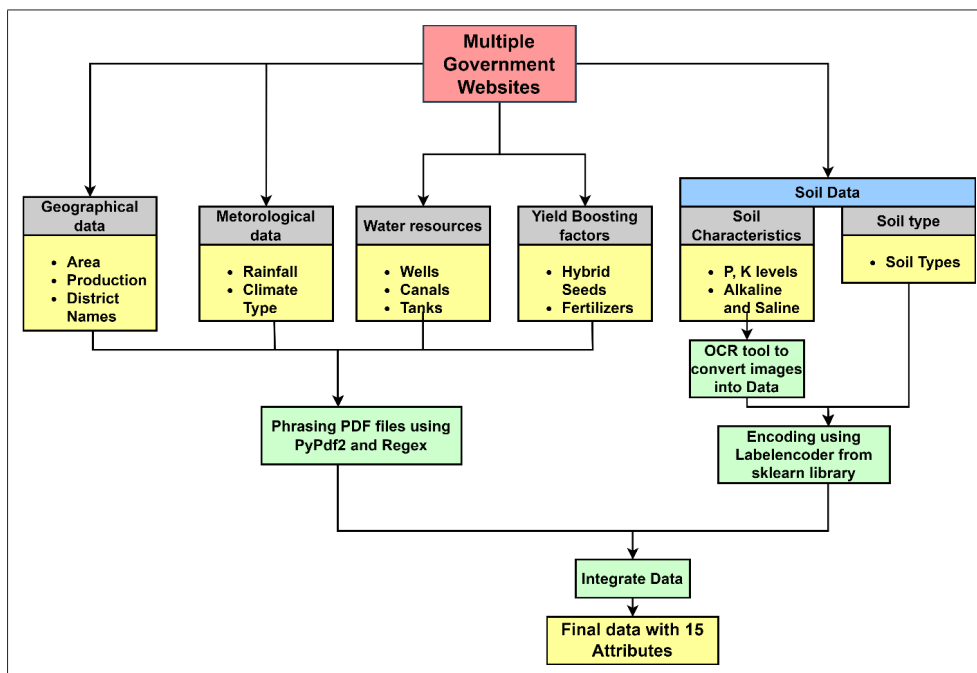 Multiple
Government
Websites
Geographical
data
• Area
• Production
• District
Names
Metorological
data
• Rainfall
• Climate
Type
Water resources
• Wells
• Canals
• Tanks
Yield Boosting
factors
• Hybrid
Seeds
• Fertilizers
Soil Data
Soil
Characteristics
• P, K levels
• Alkaline
and Saline
Soil type
• Soil Types
OCR tool to
convert images
into Data
Phrasing PDF files using
PyPdf2 and Regex
Encoding using
Labelencoder from
sklearn library
Integrate Data
Final data with 15
Attributes